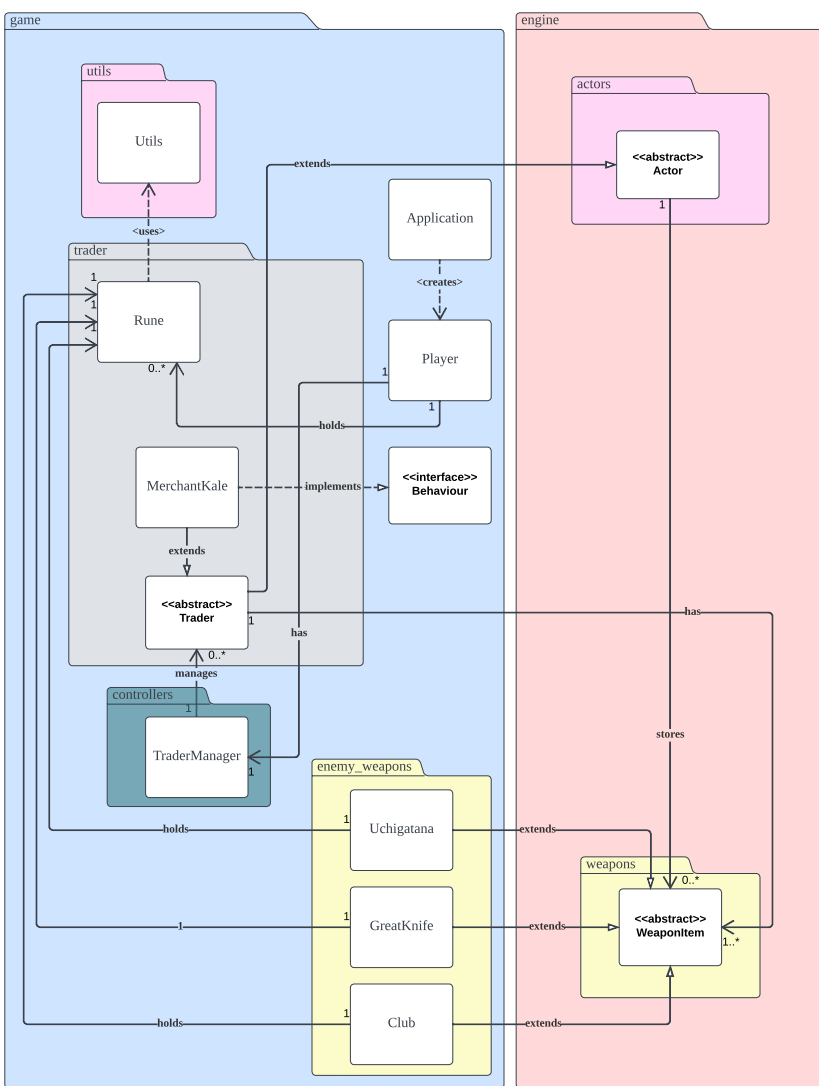 game
engine
utils
actors
Utils
<<abstract>>
Actor
extends
1
Application
<uses>
trader
<creates>
1
Rune
1
1
Player
0..*
1
1
holds
MerchantKale
implements
<<interface>>
Behaviour
extends
<<abstract>>
Trader
1
has
has
0..*
manages
controllers
1
TraderManager
1
stores
enemy_weapons
1
Uchigatana
holds
extends
weapons
0..*
1
GreatKnife
1
extends
<<abstract>>
WeaponItem
1..*
1
Club
holds
extends